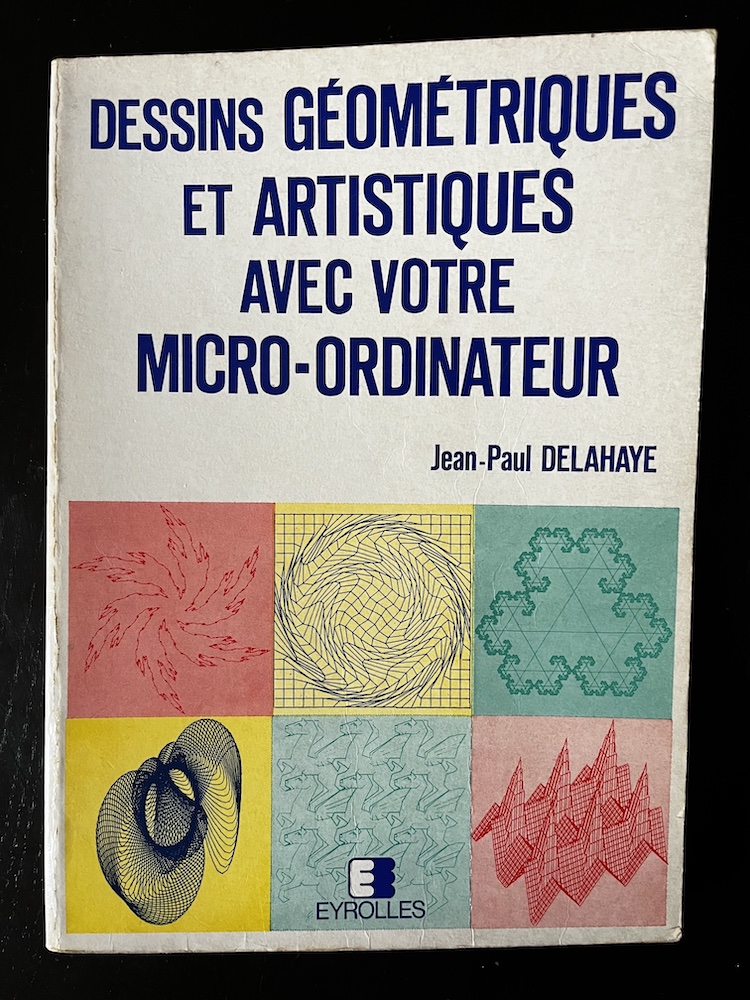 DESSINS GÉOMÉTRIQUES
ET ARTISTIQUES
AVEC VOTRE
MICRO-ORDINATEUR
Jean-Paul DELAHAYE
EYROLLES